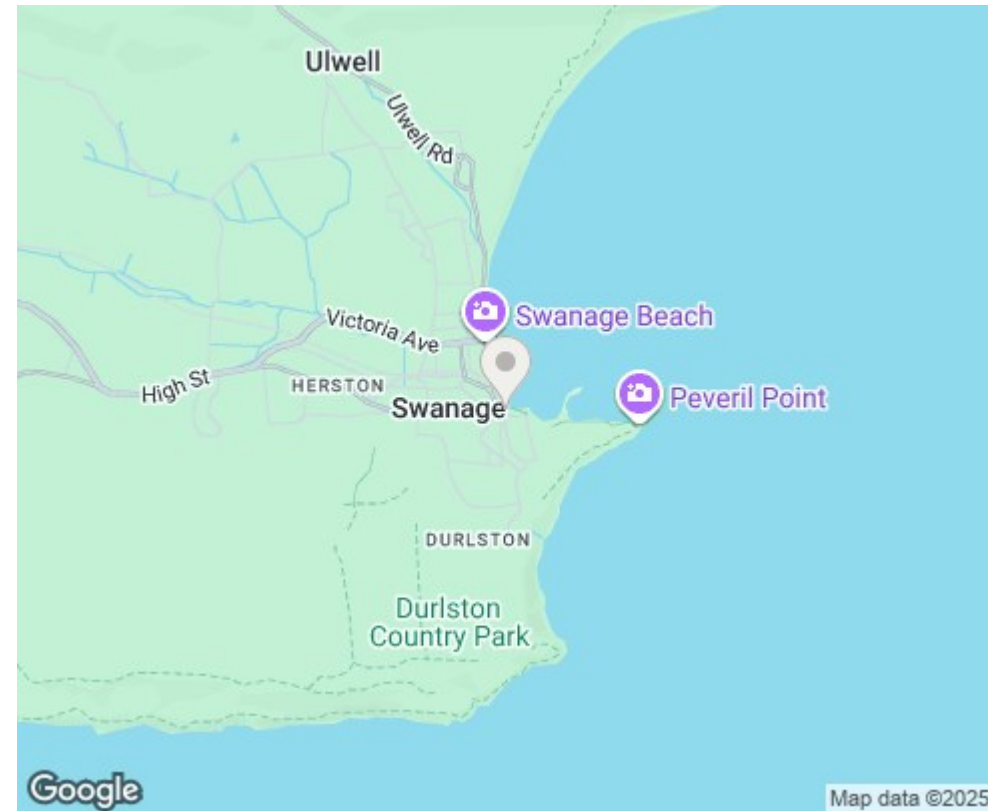 Ulwell
Ulwell Rd
Swanage Beach
Victoria Ave
High St
HERSTON
Swanage
Peveril Point
DURLSTON
Durlston
Country Park
Google
Map data ©2025